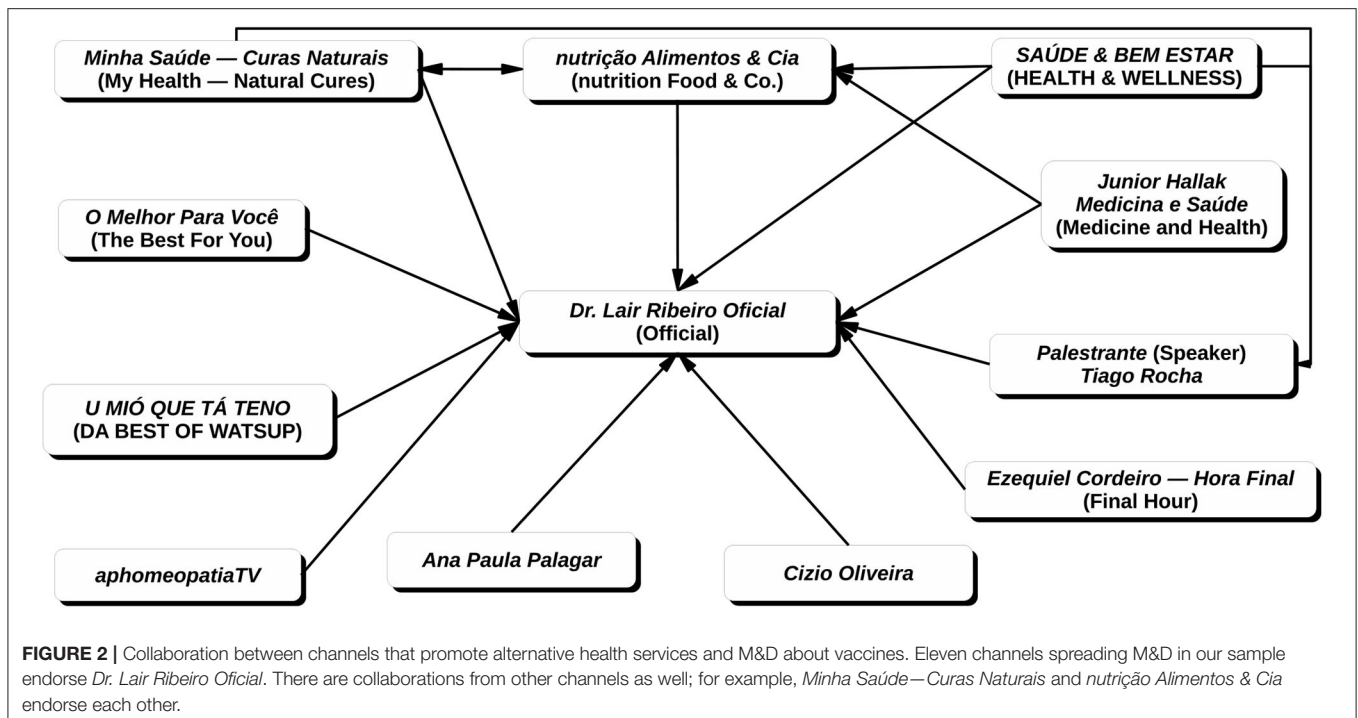 Minha Saúde — Curas Naturais
(My Health — Natural Cures)
nutrição Alimentos & Cia
(nutrition Food & Co.)
SAÚDE & BEM ESTAR
(HEALTH & WELLNESS)
Junior Hallak
Medicina e Saúde
(Medicine and Health)
O Melhor Para Você
(The Best For You)
Dr. Lair Ribeiro Oficial
(Official)
Palestrante (Speaker)
Tiago Rocha
U MIÓ QUE TÁ TENO
(DA BEST OF WATSUP)
Ezequiel Cordeiro — Hora Final
(Final Hour)
aphomeopatiaTV
Ana Paula Palagar
Cizio Oliveira
FIGURE 2 | Collaboration between channels that promote alternative health services and M&D about vaccines. Eleven channels spreading M&D in our sample
endorse Dr. Lair Ribeiro Oficial. There are collaborations from other channels as well; for example, Minha Saúde—Curas Naturais and nutrição Alimentos & Cia
endorse each other.